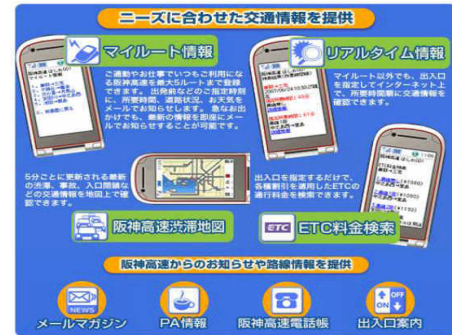 ニーズに合わせた交通情報を提供
マイルート情報
ご通勤やお仕事でいつもご利用にな
る阪神高速を最大5ルートまで登録
できます。出発前などのご指定時刻
に、所要時間、道路状況、お天気を
メールでお知らせします。急なお出
かけでも、最新の情報を即座にメー
ルでお知らせすることが可能です。
リアルタイム情報
マイルート以外でも、出入口
を指定してインターネット上
で、所要時間順に交通情報を
確認できます。
5分ごとに更新される最新
の渋滞、事故、入口閉鎖な
どの交通情報を地図上で確
認できます。
阪神高速渋滞地図
出入口を指定するだけで、
各種割引を適用したETCの
通行料金を検索できます。
ETC ETC料金検索
阪神高速からのお知らせや路線情報を提供
NEWS
メールマガジン
PA情報
阪神高速電話帳
ON OFF
出入口案内